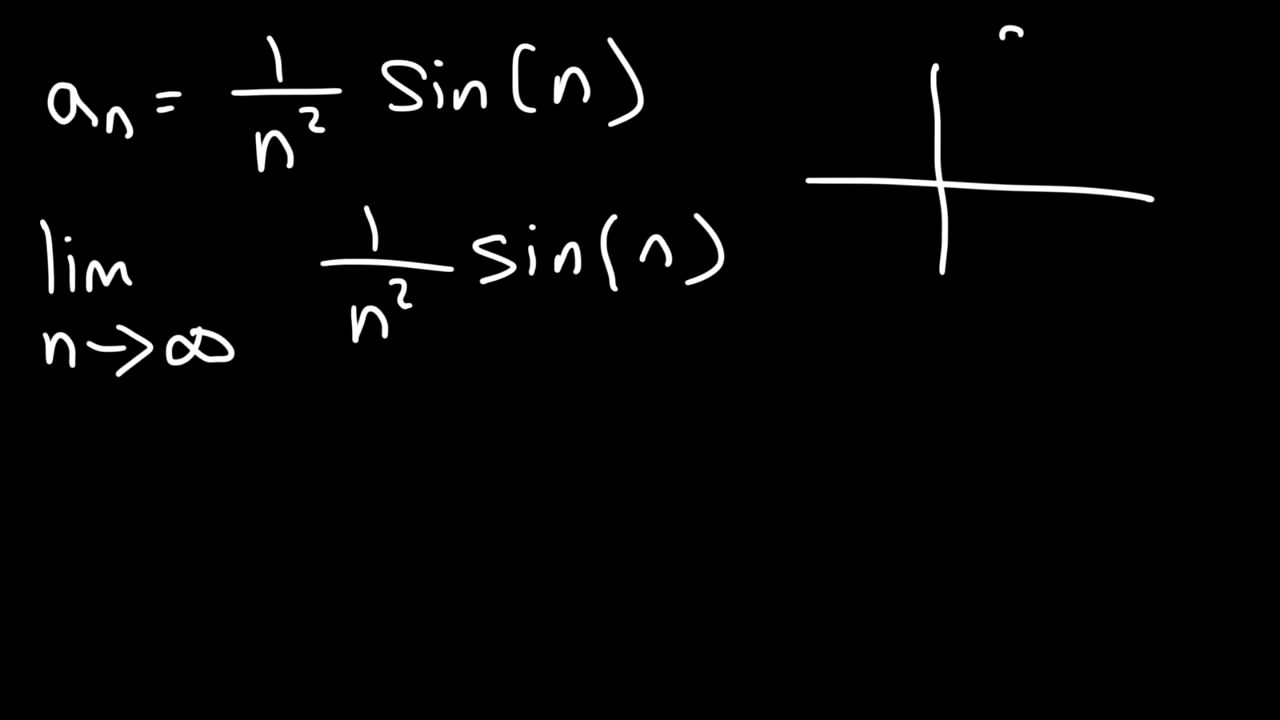 aₙ = 1/n² sin(n)
lim n→∞ 1/n² sin(n)